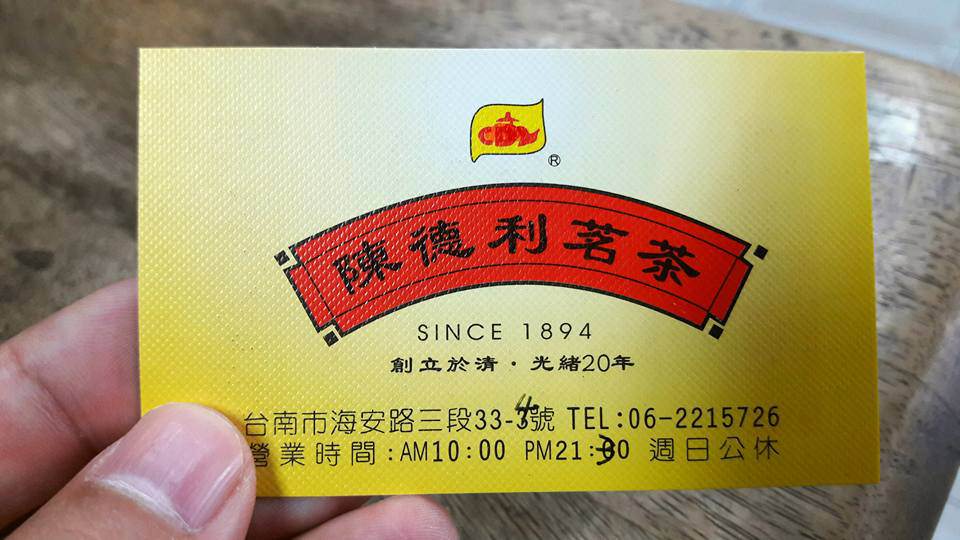 CDL
®
陳德利茗茶
SINCE 1894
創立於清・光緒20年
台南市海安路三段33-4號 TEL:06-2215726
營業時間:AM10:00 PM21:30 週日公休